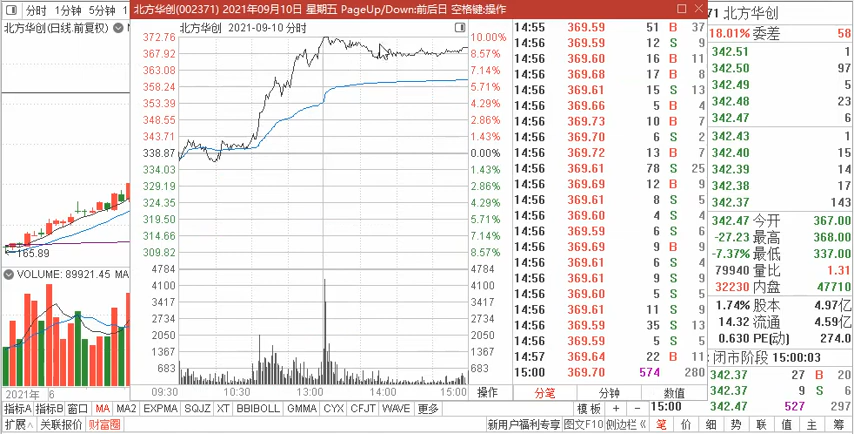 分时 1分钟 5分钟 1
北方华创(日线.前复权)
165.89
VOLUME: 89921.45 MA
2021年 6
北方华创(002371) 2021年09月10日 星期五 PageUp/Down:前后日 空格键:操作
北方华创 2021-09-10 分时
372.78 10.00%
367.93 8.57%
363.08 7.14%
358.24 5.71%
353.39 4.29%
348.55 2.86%
343.71 1.43%
338.87 0.00%
334.03 1.43%
329.19 2.86%
324.35 4.29%
319.50 5.71%
314.66 7.14%
309.82 8.57%
4784 4784
4100 4100
3417 3417
2734 2734
2050 2050
1367 1367
683 683
09:30 10:30 13:00 14:00 15:00 操作
14:55 369.59 51 B 37
14:56 369.59 12 S 9
14:56 369.60 16 B 11
14:56 369.68 17 B 8
14:56 369.61 15 S 13
14:56 369.66 5 B 4
14:56 369.73 10 B 7
14:56 369.70 6 S 2
14:56 369.72 13 B 7
14:56 369.61 78 S 25
14:56 369.69 12 B 9
14:56 369.61 8 S 5
14:56 369.60 4 S 4
14:56 369.59 6 S 6
14:56 369.69 9 B 9
14:56 369.61 6 S 4
14:56 369.61 9 S 9
14:56 369.60 5 S 5
14:56 369.61 11 S 9
14:56 369.59 35 S 13
14:56 369.59 5 S 5
14:57 369.64 22 B 11
15:00 369.70 574 280
分笔 分钟 数值
71 北方华创
18.01% 委差 58
342.51 1
342.50 97
342.49 5
342.48 23
342.47 6
342.43 1
342.40 15
342.39 14
342.38 17
342.37 143
342.47 今开 367.00
-27.23 最高 368.00
-7.37% 最低 337.00
79940 量比 1.31
32230 内盘 47710
1.74% 股本 4.97亿
14.32 流通 4.59亿
0.630 PE(动) 274.0
: 闭市阶段 15:00:03
342.37 27 B 20
342.37 9 S 6
15:00 342.47 527 297
指标A 指标B 窗口 MA MA2 EXPMA SQJZ XT BBIBOLL GMMA CYX CFJT WAVE 更多 模板 + −
扩展∧ 关联报价 财富圈 新用户福利专享 图文F10 侧边栏 笔 价 细 势 联 值 主 筹